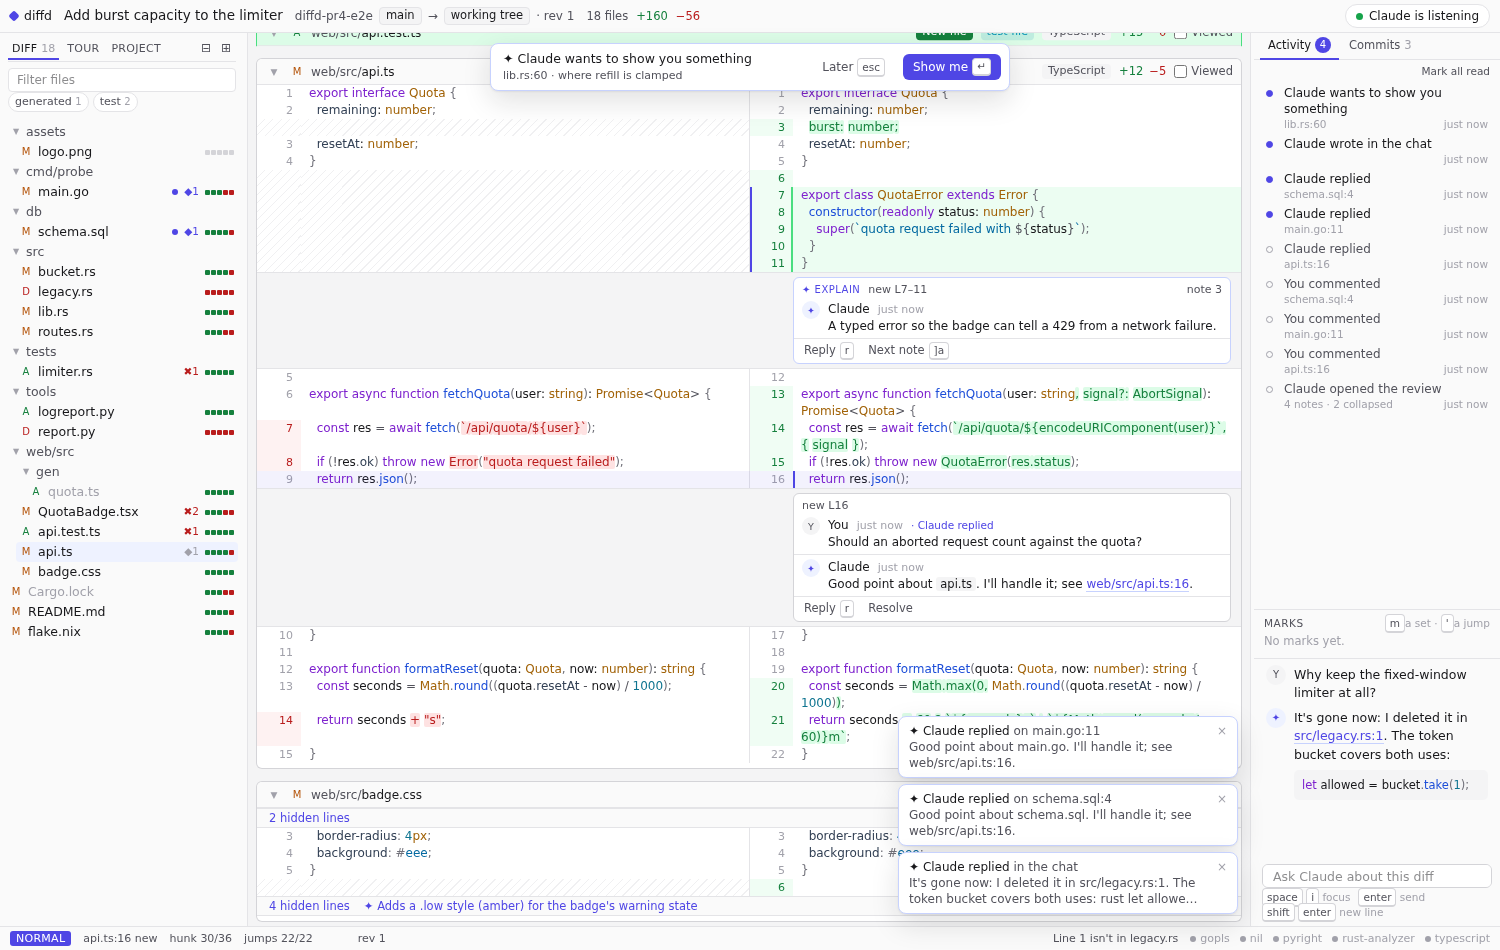 diffd Add burst capacity to the limiter diffd-pr4-e2e main → working tree · rev 1 18 files +160 −56 Claude is listening
DIFF 18 TOUR PROJECT
Filter files
generated 1 test 2
assets
M logo.png
cmd/probe
M main.go ◆1
db
M schema.sql ◆1
src
M bucket.rs
D legacy.rs
M lib.rs
M routes.rs
tests
A limiter.rs ✖1
tools
A logreport.py
D report.py
web/src
gen
A quota.ts
M QuotaBadge.tsx ✖2
A api.test.ts ✖1
M api.ts ◆1
M badge.css
M Cargo.lock
M README.md
M flake.nix
✦ Claude wants to show you something
lib.rs:60 · where refill is clamped
Later esc Show me ↵
M web/src/api.ts TypeScript +12 −5 Viewed
1 export interface Quota {
2 remaining: number;
3 resetAt: number;
4 }
1 export interface Quota {
2 remaining: number;
3 burst: number;
4 resetAt: number;
5 }
6
7 export class QuotaError extends Error {
8 constructor(readonly status: number) {
9 super(`quota request failed with ${status}`);
10 }
11 }
✦ EXPLAIN new L7–11 note 3
✦ Claude just now
A typed error so the badge can tell a 429 from a network failure.
Reply r Next note ]a
5
6 export async function fetchQuota(user: string): Promise<Quota> {
7 const res = await fetch(`/api/quota/${user}`);
8 if (!res.ok) throw new Error("quota request failed");
9 return res.json();
12
13 export async function fetchQuota(user: string, signal?: AbortSignal):
Promise<Quota> {
14 const res = await fetch(`/api/quota/${encodeURIComponent(user)}`,
{ signal });
15 if (!res.ok) throw new QuotaError(res.status);
16 return res.json();
new L16
Y You just now · Claude replied
Should an aborted request count against the quota?
✦ Claude just now
Good point about api.ts . I'll handle it; see web/src/api.ts:16.
Reply r Resolve
10 }
11
12 export function formatReset(quota: Quota, now: number): string {
13 const seconds = Math.round((quota.resetAt - now) / 1000);
14 return seconds + "s";
15 }
17 }
18
19 export function formatReset(quota: Quota, now: number): string {
20 const seconds = Math.max(0, Math.round((quota.resetAt - now) /
1000));
21 return seconds
60)}m`;
22 }
M web/src/badge.css
2 hidden lines
3 border-radius: 4px;
4 background: #eee;
5 }
3 border-radius:
4 background: #eee;
5 }
6
4 hidden lines ✦ Adds a .low style (amber) for the badge's warning state
✦ Claude replied on main.go:11 ×
Good point about main.go. I'll handle it; see
web/src/api.ts:16.
✦ Claude replied on schema.sql:4 ×
Good point about schema.sql. I'll handle it; see
web/src/api.ts:16.
✦ Claude replied in the chat ×
It's gone now: I deleted it in src/legacy.rs:1. The
token bucket covers both uses: rust let allowe…
Activity 4 Commits 3
Mark all read
Claude wants to show you
something
lib.rs:60 just now
Claude wrote in the chat
just now
Claude replied
schema.sql:4 just now
Claude replied
main.go:11 just now
Claude replied
api.ts:16 just now
You commented
schema.sql:4 just now
You commented
main.go:11 just now
You commented
api.ts:16 just now
Claude opened the review
4 notes · 2 collapsed just now
MARKS m a set · ' a jump
No marks yet.
Y Why keep the fixed-window
limiter at all?
✦ It's gone now: I deleted it in
src/legacy.rs:1. The token
bucket covers both uses:
let allowed = bucket.take(1);
Ask Claude about this diff
space i focus enter send
shift enter new line
NORMAL api.ts:16 new hunk 30/36 jumps 22/22 rev 1 Line 1 isn't in legacy.rs gopls nil pyright rust-analyzer typescript